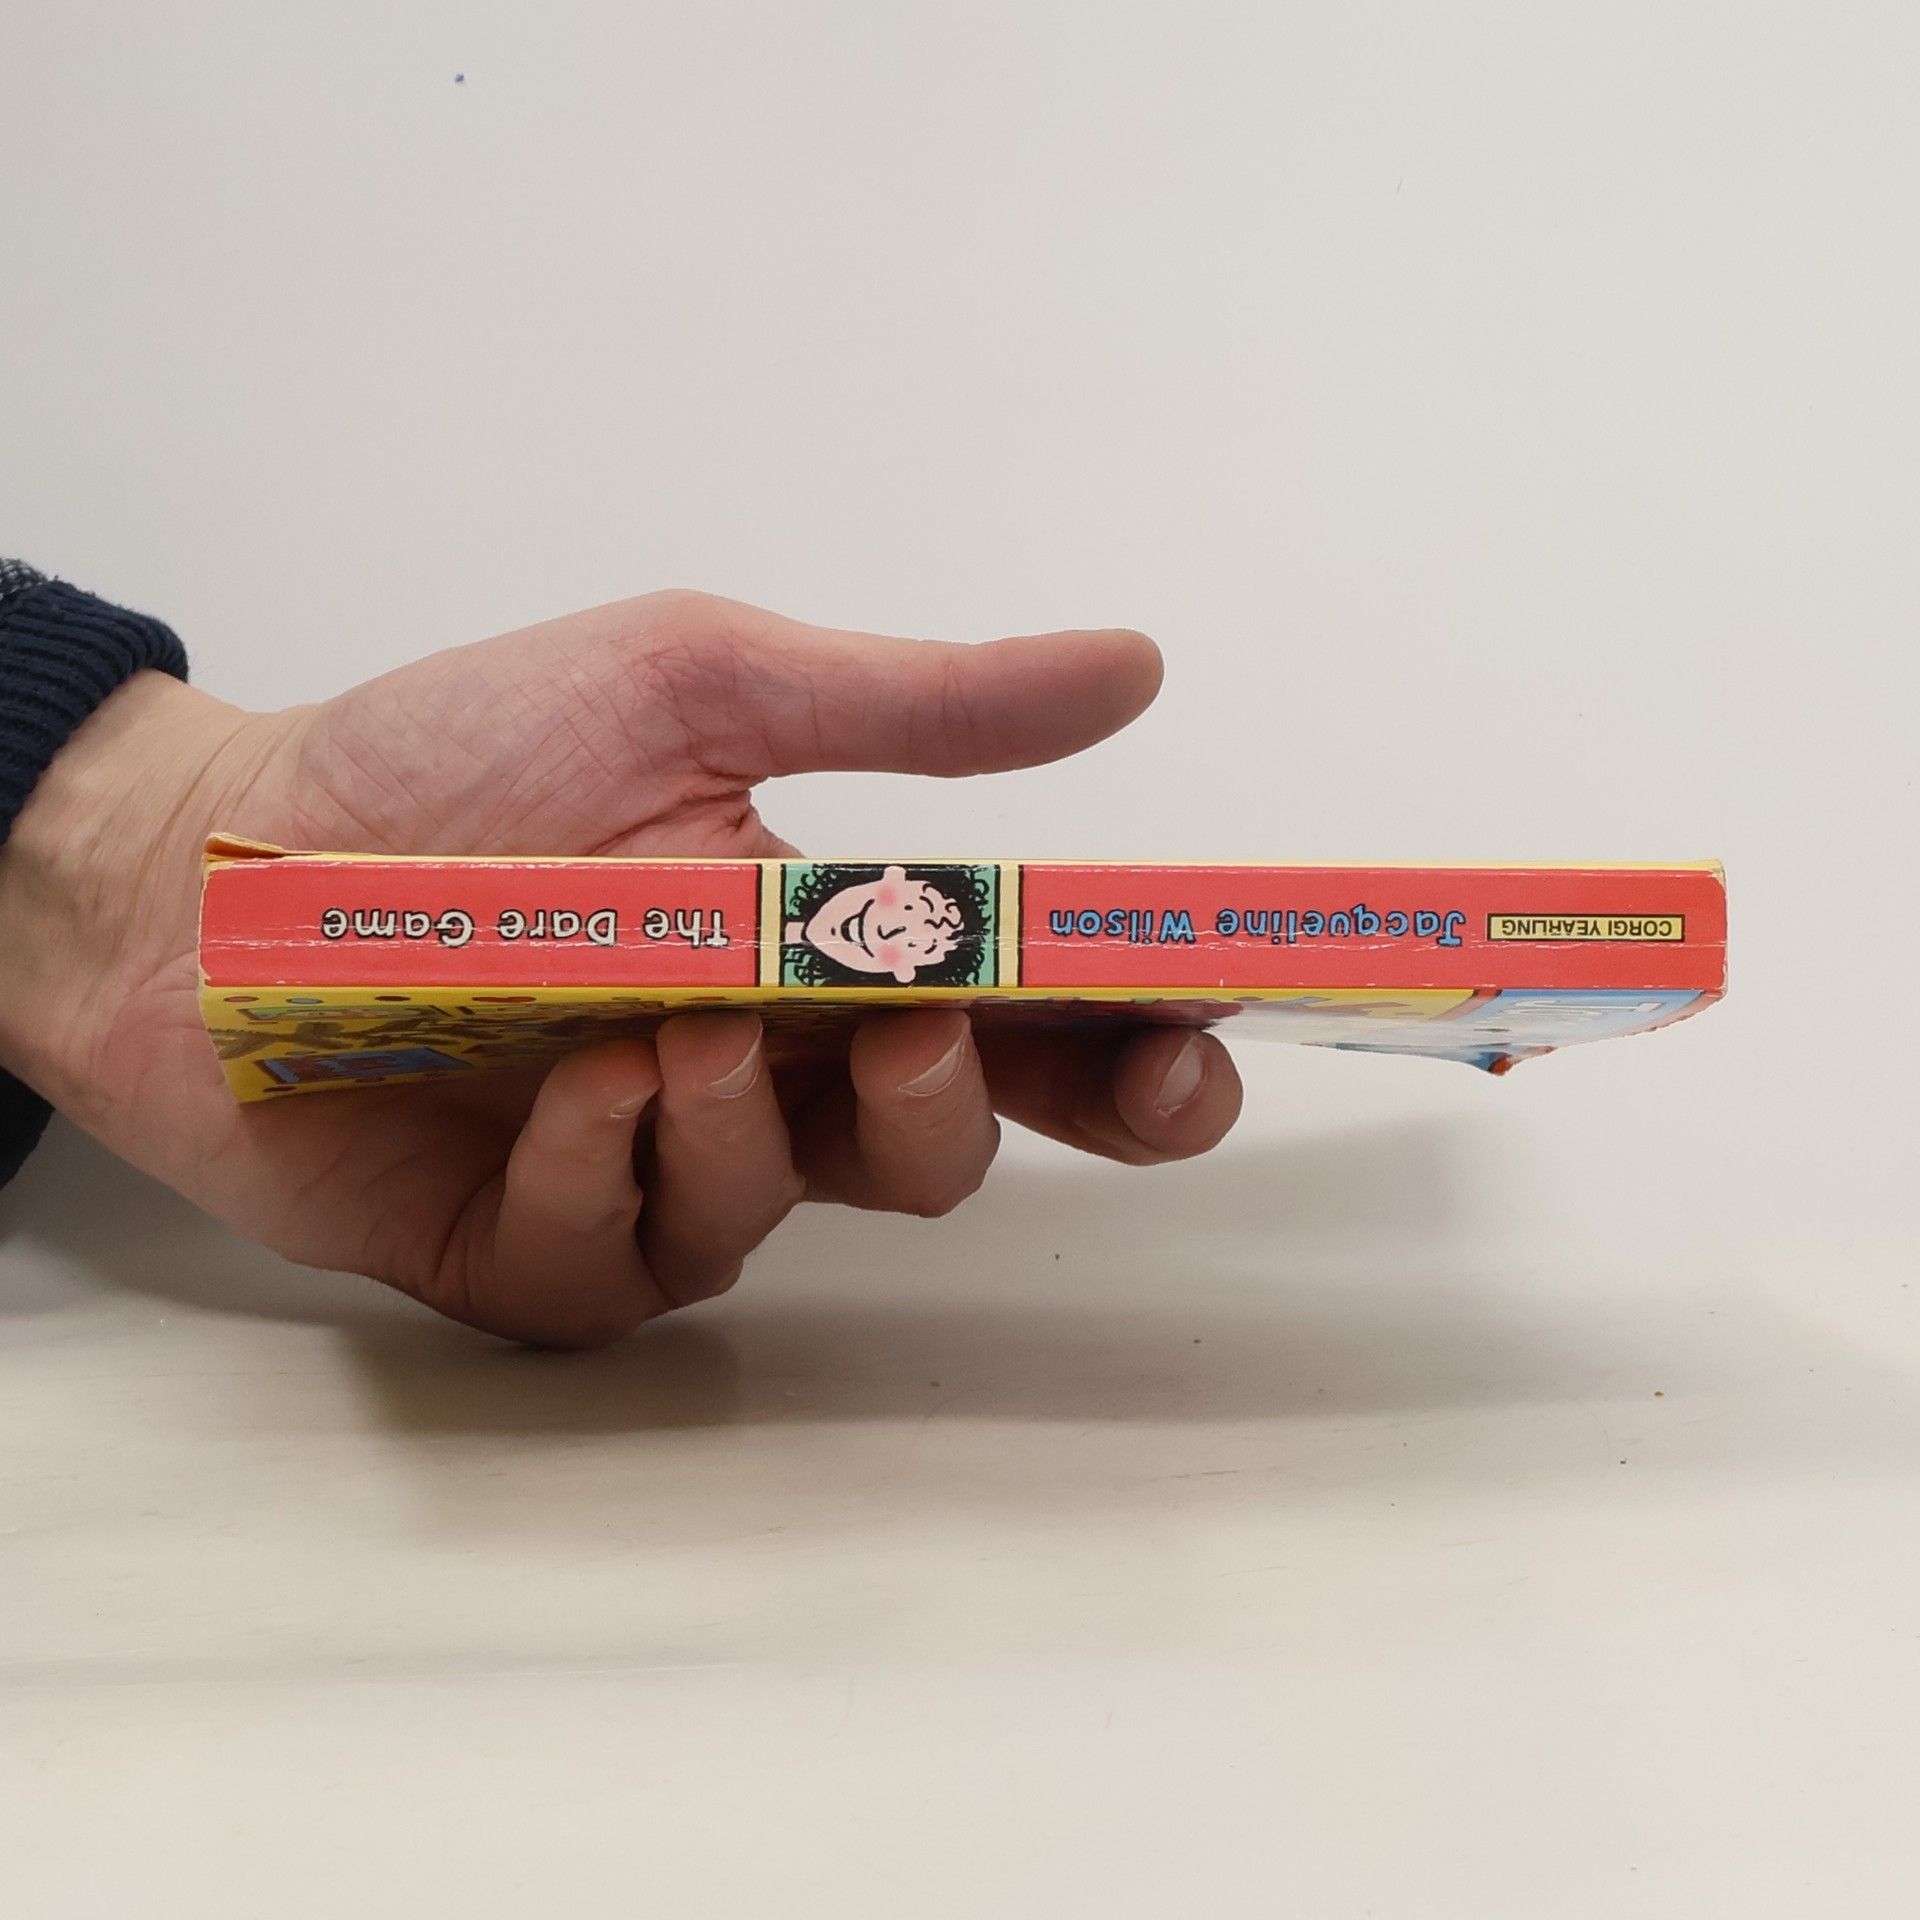 CORGI YEARLING
Jacqueline Wilson
The Dare Game